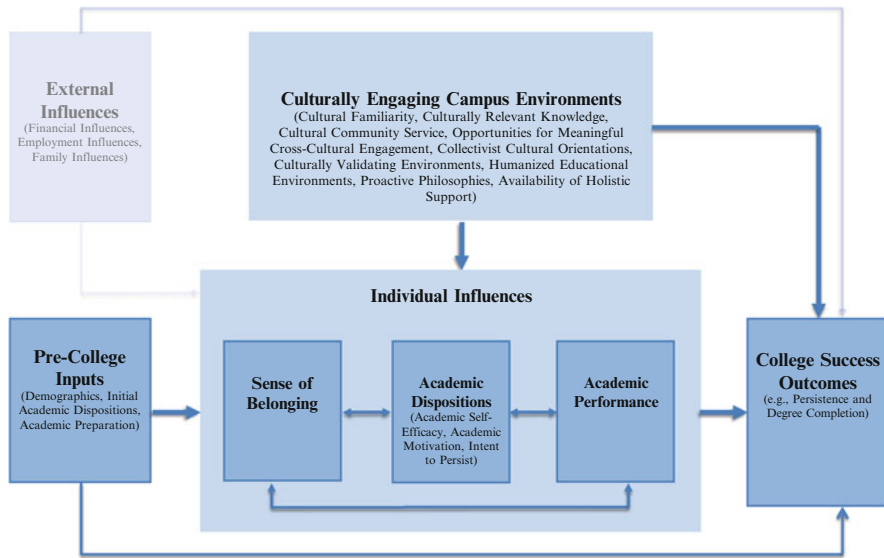 External
Influences
(Financial Influences,
Employment Influences,
Family Influences)
Culturally Engaging Campus Environments
(Cultural Familiarity, Culturally Relevant Knowledge,
Cultural Community Service, Opportunities for Meaningful
Cross-Cultural Engagement, Collectivist Cultural Orientations,
Culturally Validating Environments, Humanized Educational
Environments, Proactive Philosophies, Availability of Holistic
Support)
Individual Influences
Pre-College
Inputs
(Demographics, Initial
Academic Dispositions,
Academic Preparation)
Sense of
Belonging
Academic
Dispositions
(Academic Self-
Efficacy, Academic
Motivation, Intent
to Persist)
Academic
Performance
College Success
Outcomes
(e.g., Persistence and
Degree Completion)